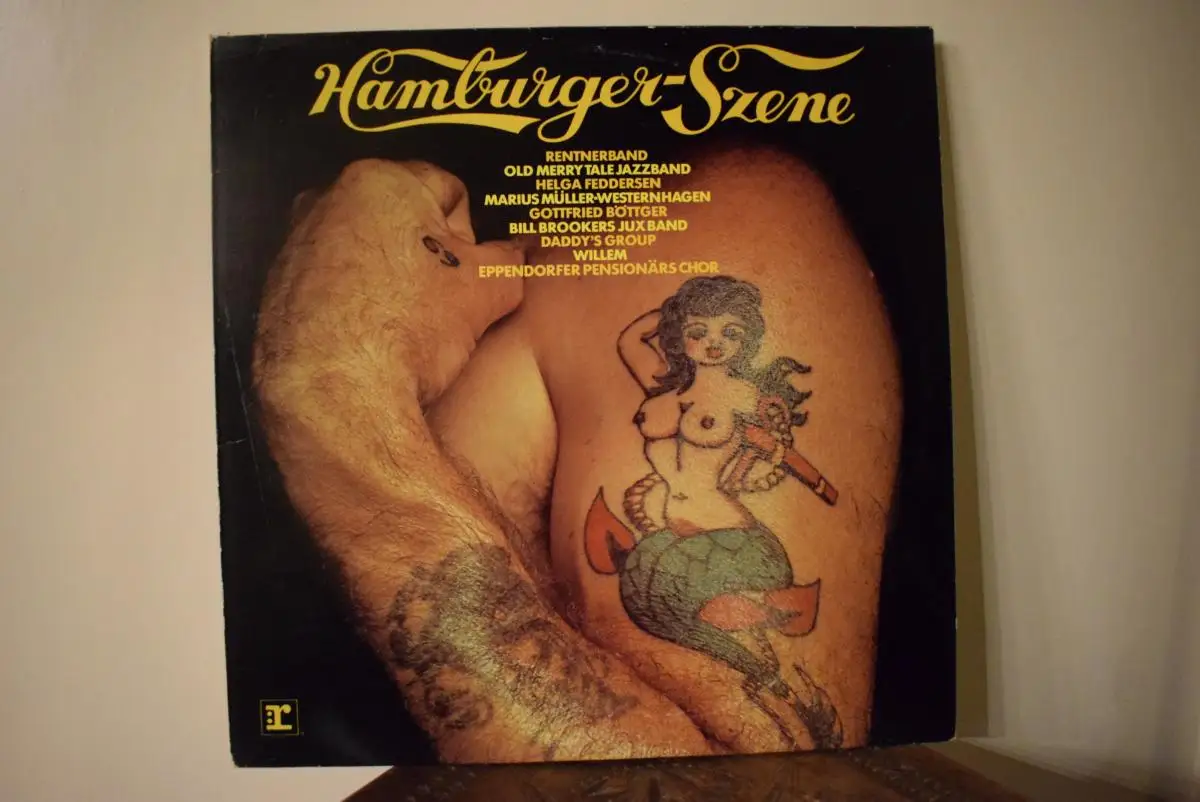 Hamburger-Szene
RENTNERBAND
OLD MERRY TALE JAZZBAND
HELGA FEDDERSEN
MARIUS MÜLLER-WESTERNHAGEN
GOTTFRIED BÖTTGER
BILL BROOKERS JUX BAND
DADDY'S GROUP
WILLEM
EPPENDORFER PENSIONÄRS CHOR
:r